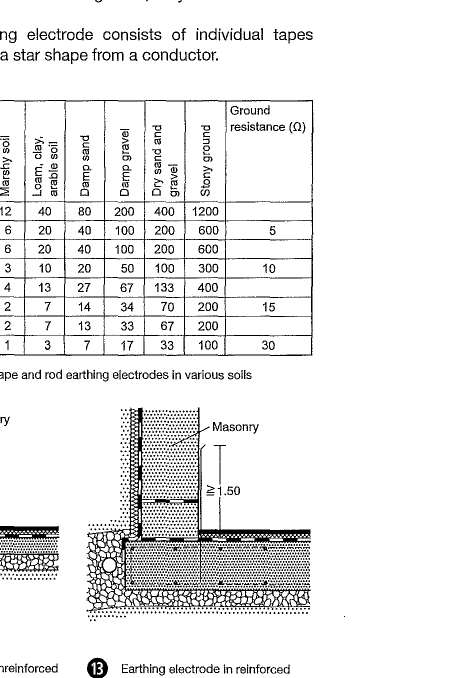 ng electrode consists of individual tapes
a star shape from a conductor.
Marshy soil Loam, clay, arable soil Damp sand Damp gravel Dry sand and gravel Stony ground Ground resistance (Ω)
12 40 80 200 400 1200
6 20 40 100 200 600 5
6 20 40 100 200 600
3 10 20 50 100 300 10
4 13 27 67 133 400
2 7 14 34 70 200 15
2 7 13 33 67 200
1 3 7 17 33 100 30
ape and rod earthing electrodes in various soils
ry
Masonry
≧1.50
nreinforced
13 Earthing electrode in reinforced